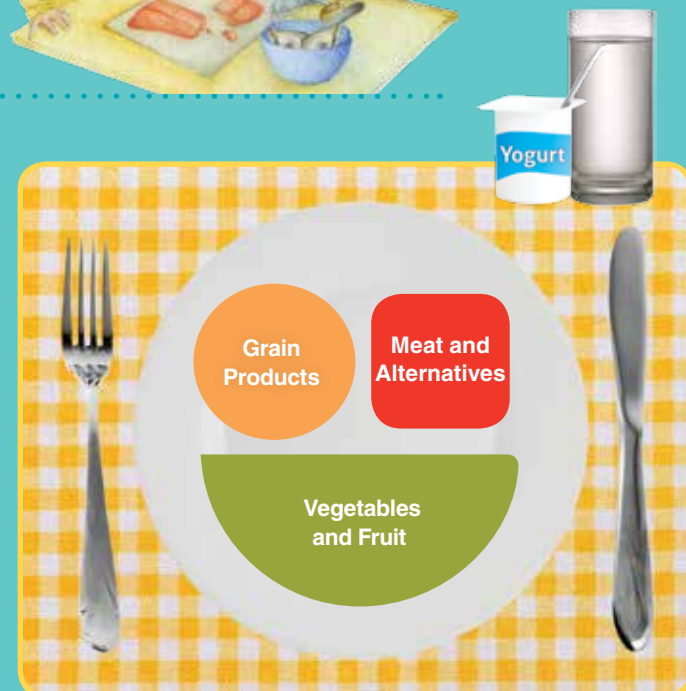 Yogurt
Grain
Products
Meat and
Alternatives
Vegetables
and Fruit